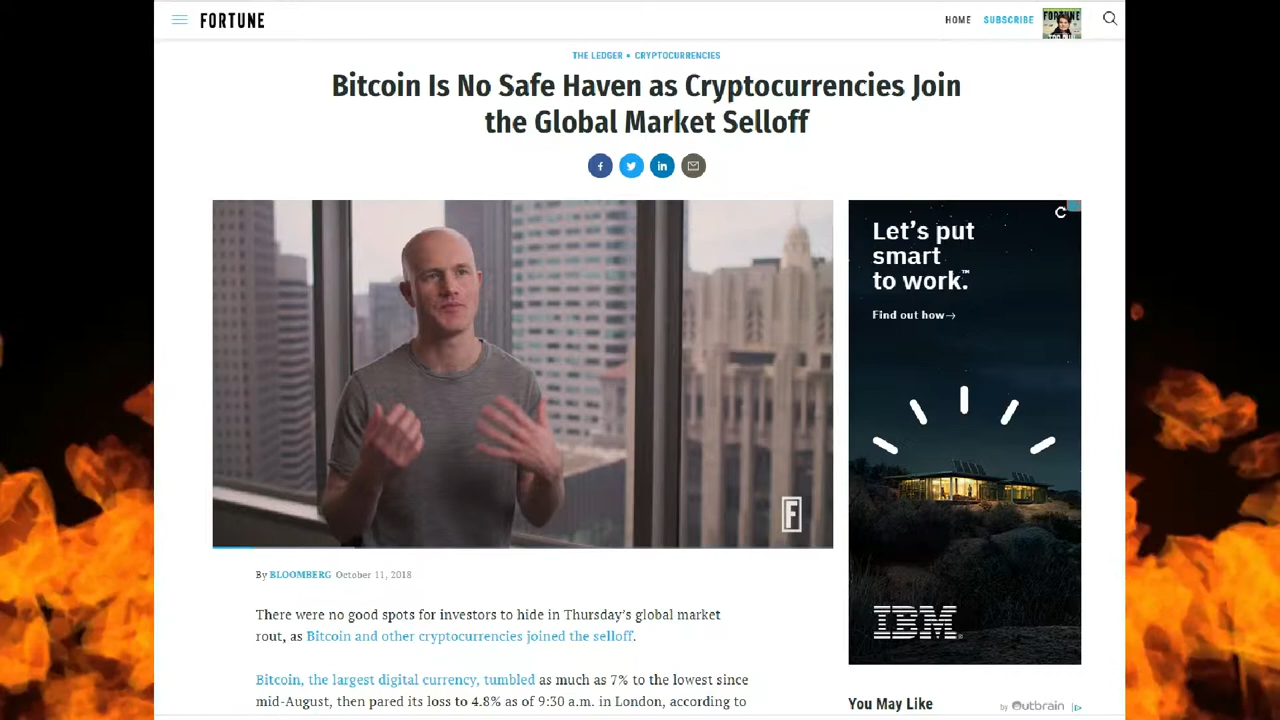 FORTUNE
HOME
SUBSCRIBE
FORTUNE
THE LEDGER • CRYPTOCURRENCIES
Bitcoin Is No Safe Haven as Cryptocurrencies Join
the Global Market Selloff
Let's put
smart
to work.™
Find out how→
F
IBM®
By BLOOMBERG October 11, 2018
There were no good spots for investors to hide in Thursday's global market
rout, as Bitcoin and other cryptocurrencies joined the selloff.
Bitcoin, the largest digital currency, tumbled as much as 7% to the lowest since
mid-August, then pared its loss to 4.8% as of 9:30 a.m. in London, according to
You May Like
by Outbrain